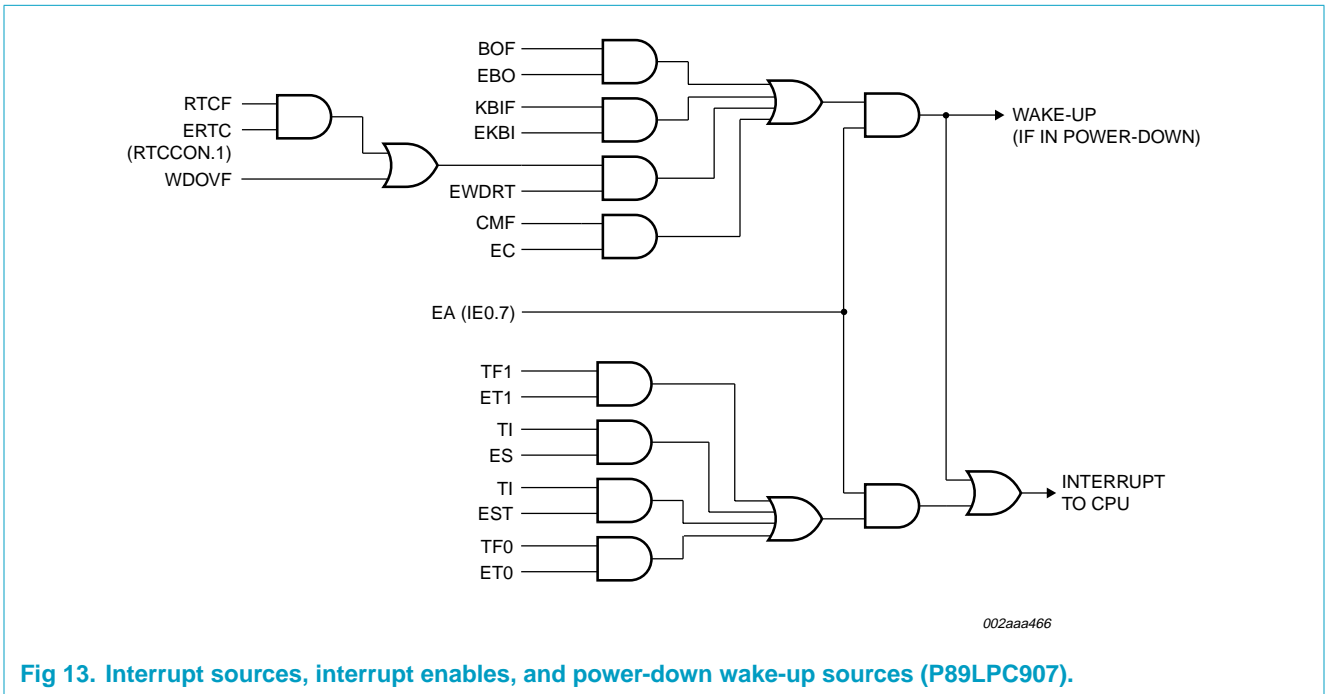 BOF
EBO
RTCF
KBIF
ERTC
EKBI
(RTCCON.1)
WDOVF
EWDRT
CMF
EC
WAKE-UP
(IF IN POWER-DOWN)
EA (IE0.7)
TF1
ET1
TI
ES
TI
EST
TF0
ET0
INTERRUPT
TO CPU
002aaa466
Fig 13. Interrupt sources, interrupt enables, and power-down wake-up sources (P89LPC907).